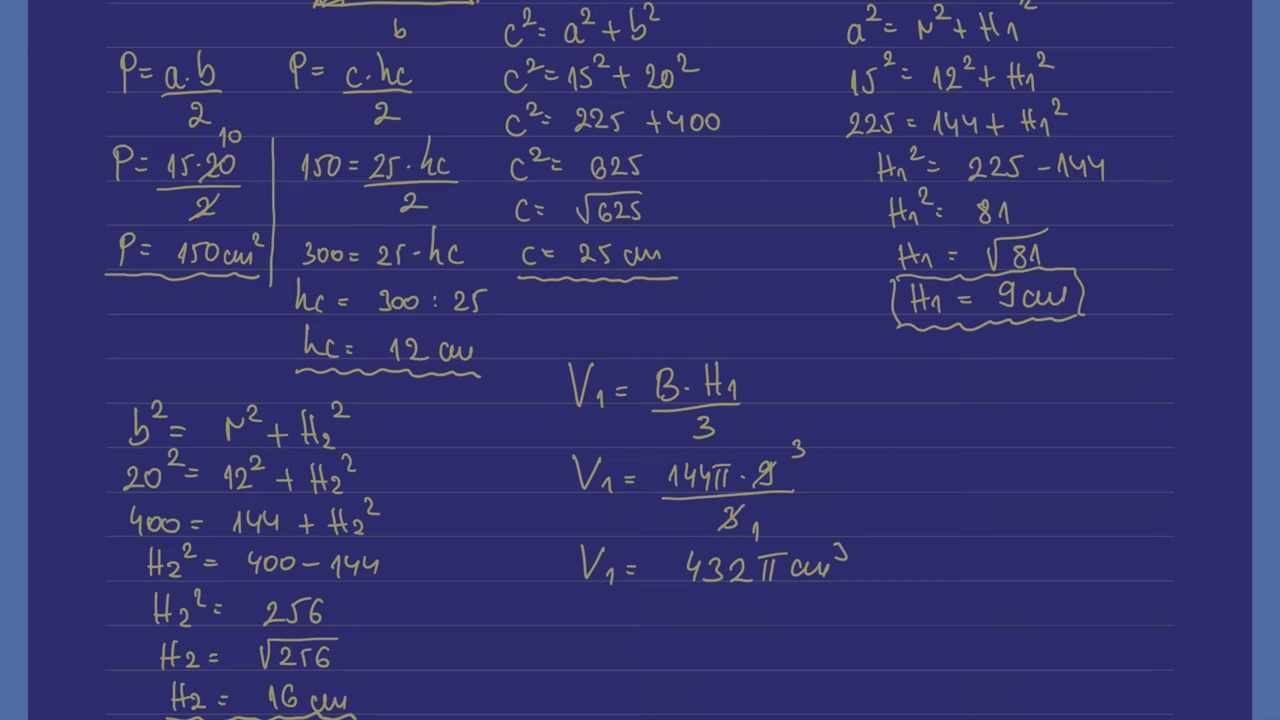 b
P = a·b / 2
P = 15·20 / 2
10
P = 150 cm²
P = c·hc / 2
150 = 25·hc / 2
300 = 25·hc
hc = 300 : 25
hc = 12 cm
c² = a² + b²
c² = 15² + 20²
c² = 225 + 400
c² = 625
c = √625
c = 25 cm
a² = r² + H₁²
15² = 12² + H₁²
225 = 144 + H₁²
H₁² = 225 - 144
H₁² = 81
H₁ = √81
H₁ = 9 cm
b² = r² + H₂²
20² = 12² + H₂²
400 = 144 + H₂²
H₂² = 400 - 144
H₂² = 256
H₂ = √256
H₂ = 16 cm
V₁ = B·H₁ / 3
V₁ = 144π·9 3 / 3 1
V₁ = 432π cm³